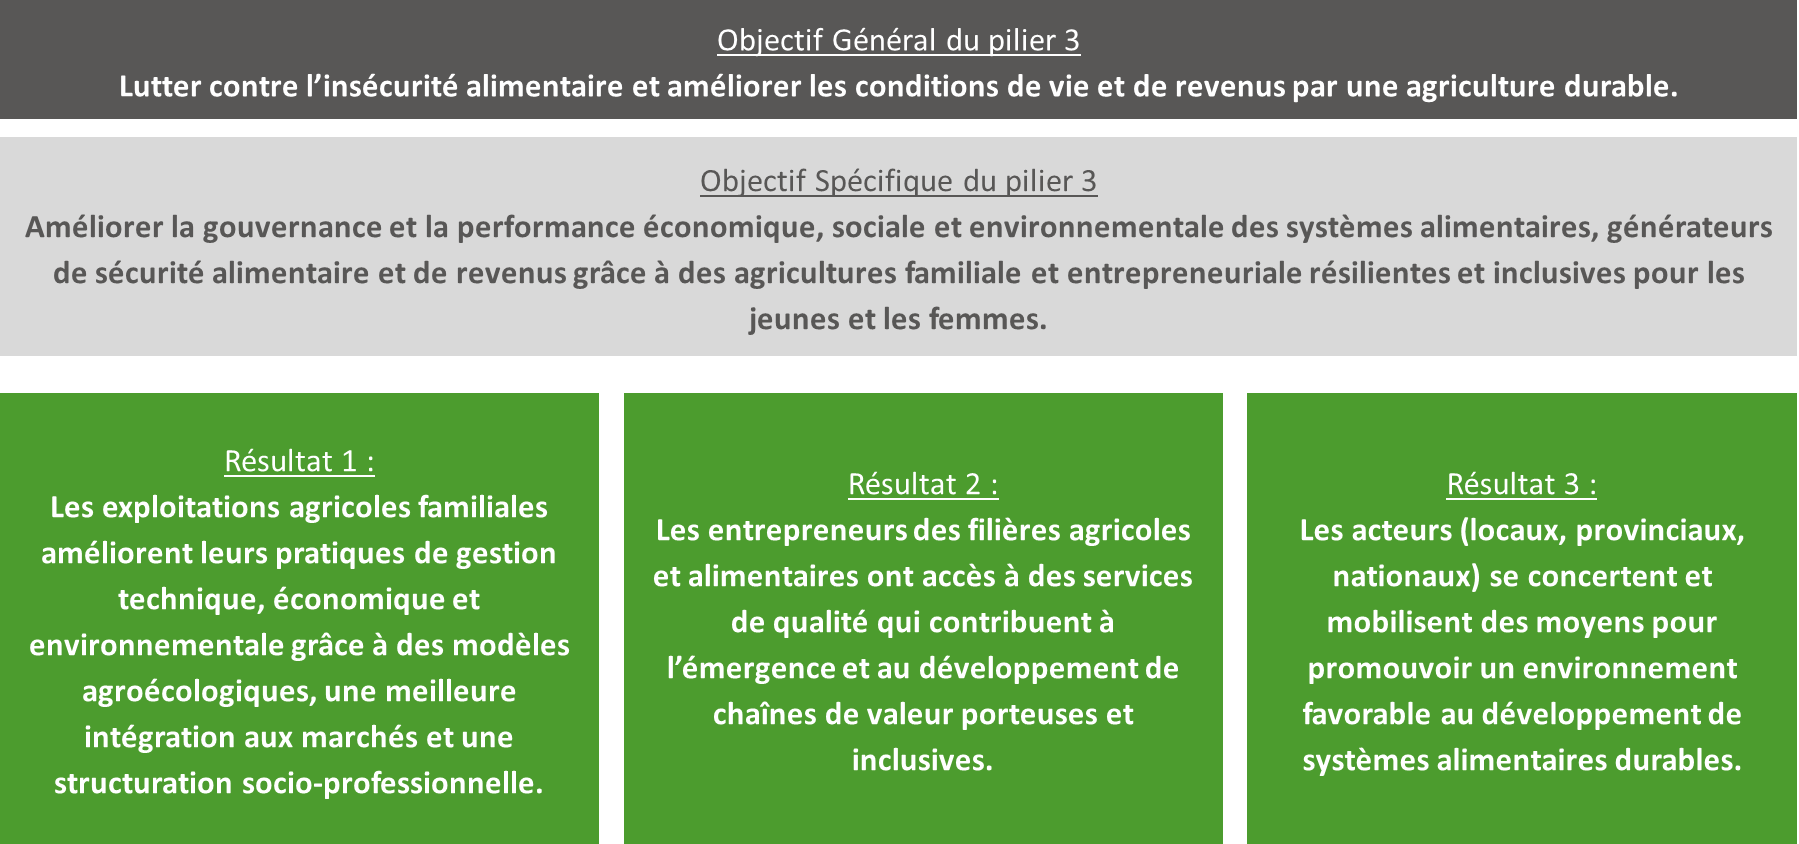 Objectif Général du pilier 3
Lutter contre l’insécurité alimentaire et améliorer les conditions de vie et de revenus par une agriculture durable.
Objectif Spécifique du pilier 3
Améliorer la gouvernance et la performance économique, sociale et environnementale des systèmes alimentaires, générateurs
de sécurité alimentaire et de revenus grâce à des agricultures familiale et entrepreneuriale résilientes et inclusives pour les
jeunes et les femmes.
Résultat 1 :
Les exploitations agricoles familiales
améliorent leurs pratiques de gestion
technique, économique et
environnementale grâce à des modèles
agroécologiques, une meilleure
intégration aux marchés et une
structuration socio-professionnelle.
Résultat 2 :
Les entrepreneurs des filières agricoles
et alimentaires ont accès à des services
de qualité qui contribuent à
l’émergence et au développement de
chaînes de valeur porteuses et
inclusives.
Résultat 3 :
Les acteurs (locaux, provinciaux,
nationaux) se concertent et
mobilisent des moyens pour
promouvoir un environnement
favorable au développement de
systèmes alimentaires durables.